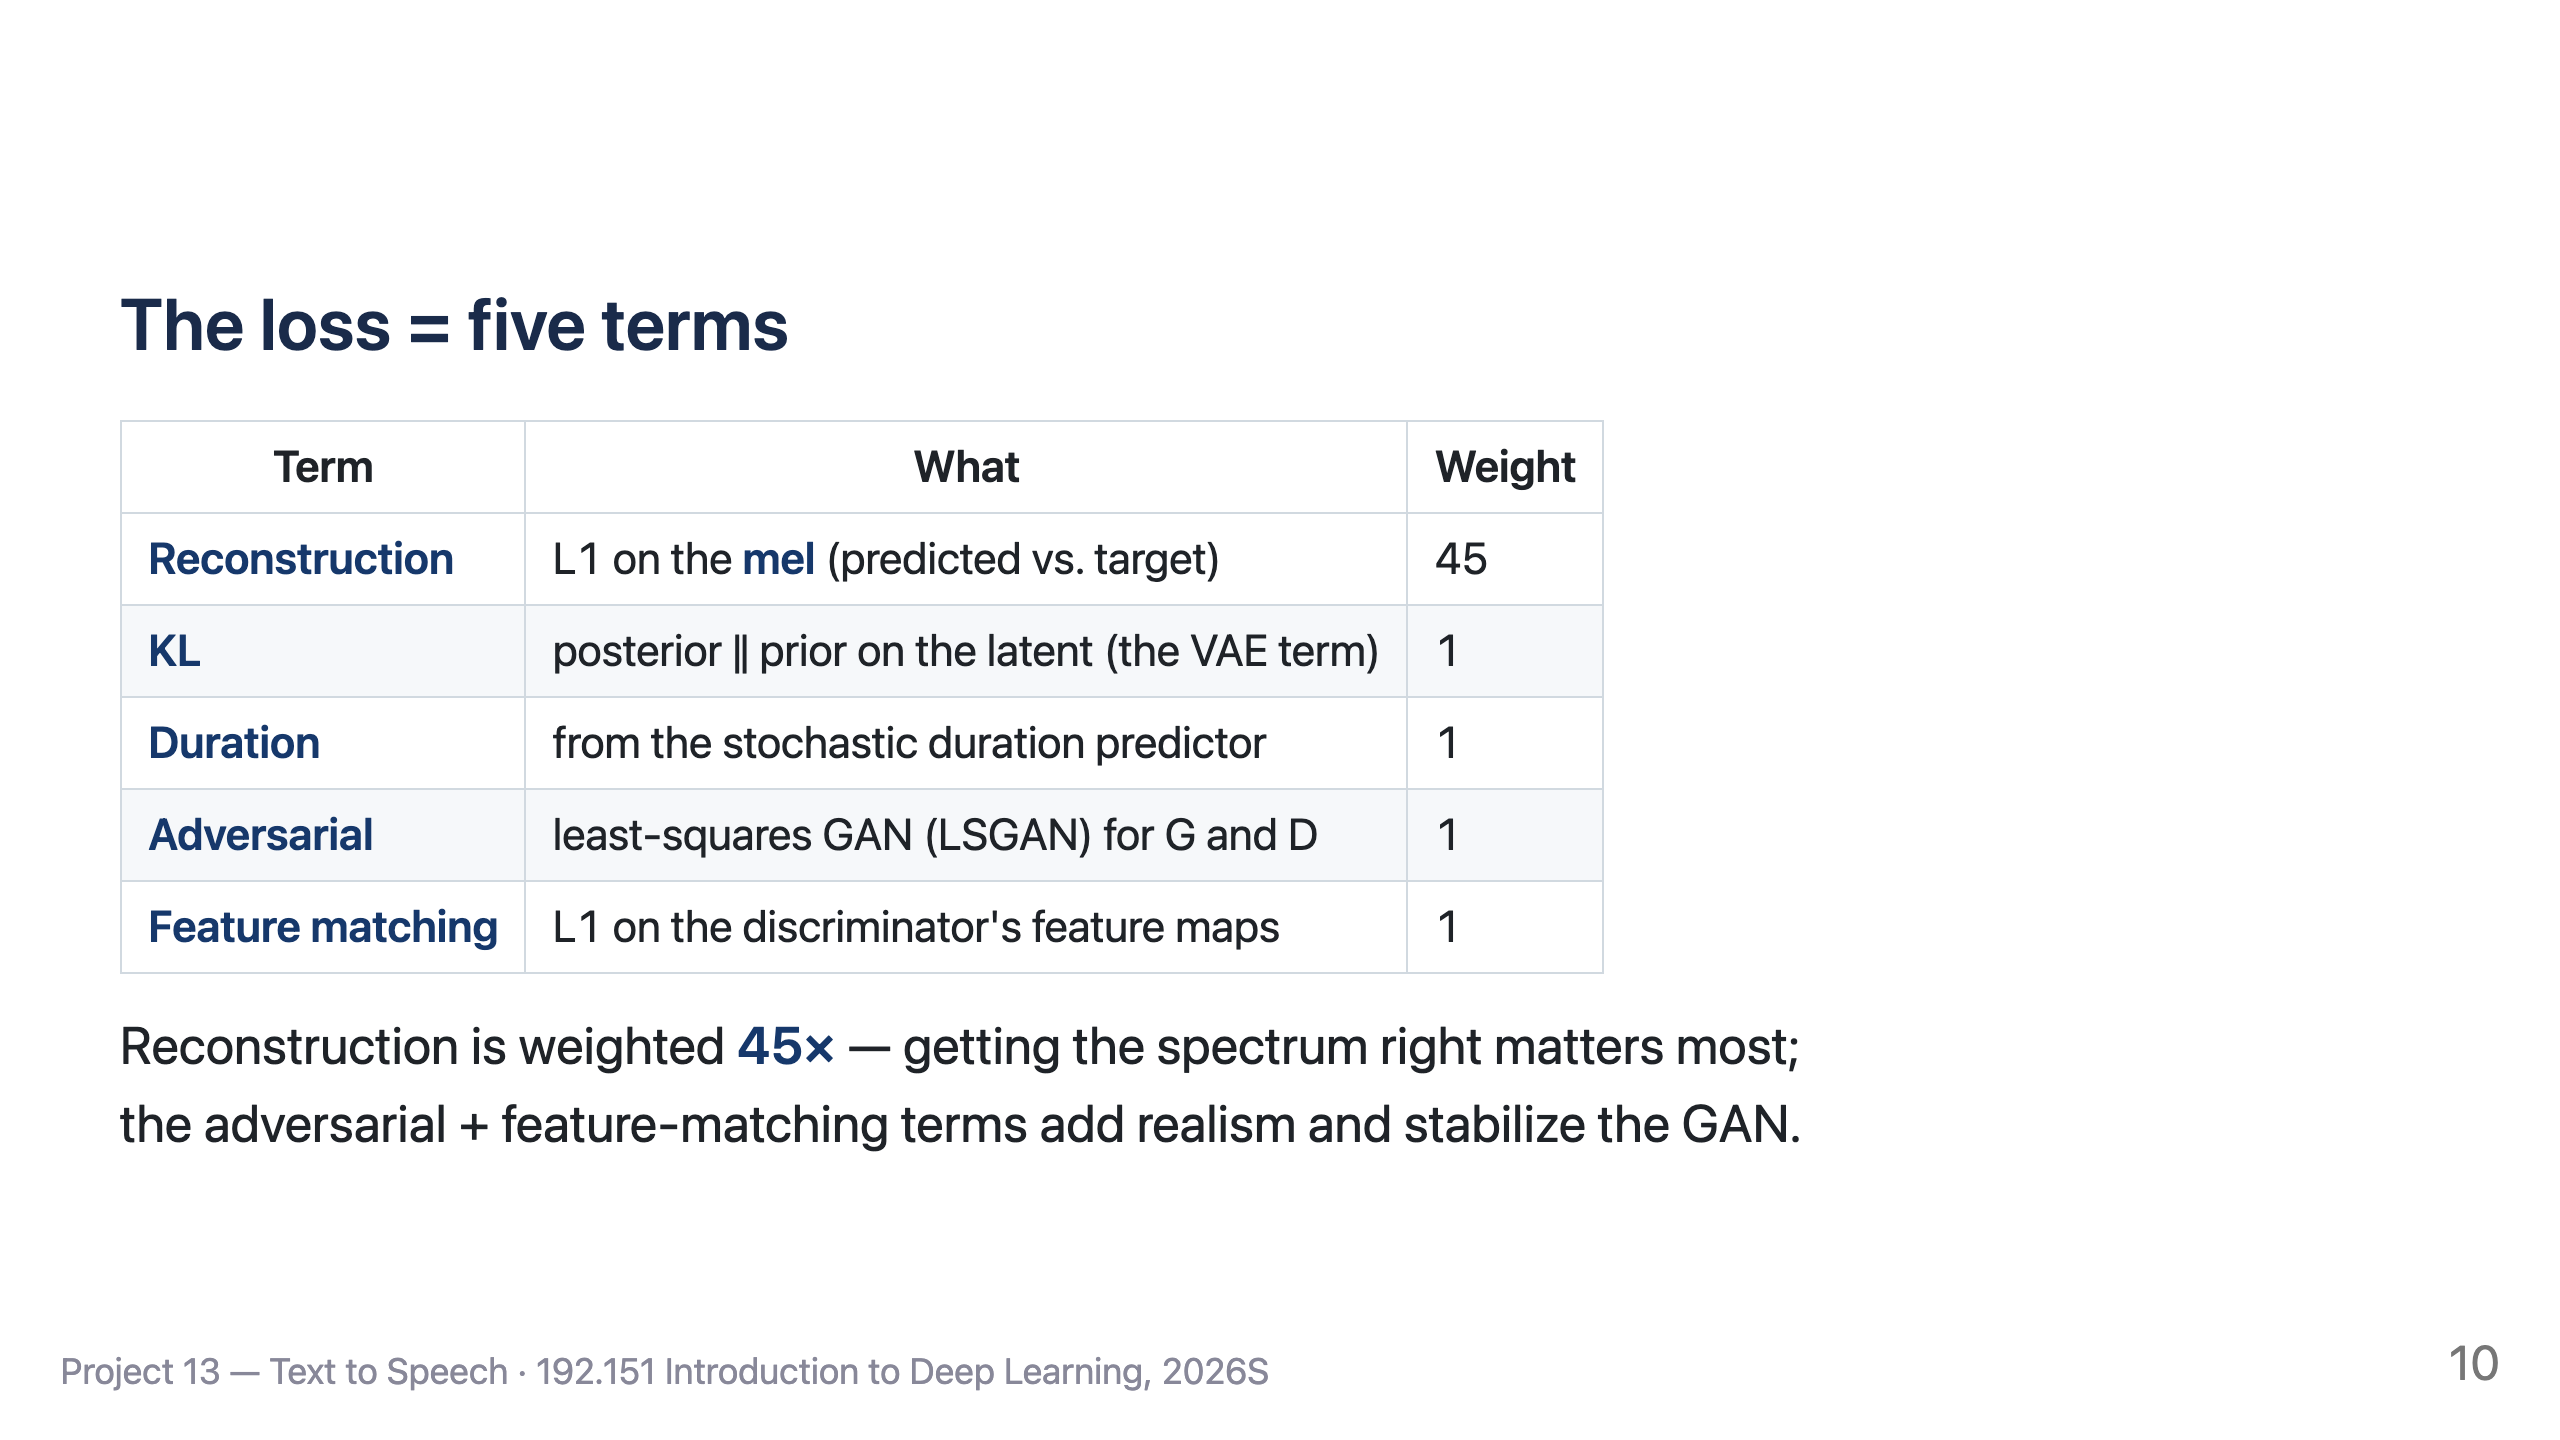 The loss = five terms
Term What Weight
Reconstruction L1 on the mel (predicted vs. target) 45
KL posterior ∥ prior on the latent (the VAE term) 1
Duration from the stochastic duration predictor 1
Adversarial least-squares GAN (LSGAN) for G and D 1
Feature matching L1 on the discriminator's feature maps 1
Reconstruction is weighted 45× — getting the spectrum right matters most;
the adversarial + feature-matching terms add realism and stabilize the GAN.
Project 13 — Text to Speech · 192.151 Introduction to Deep Learning, 2026S
10